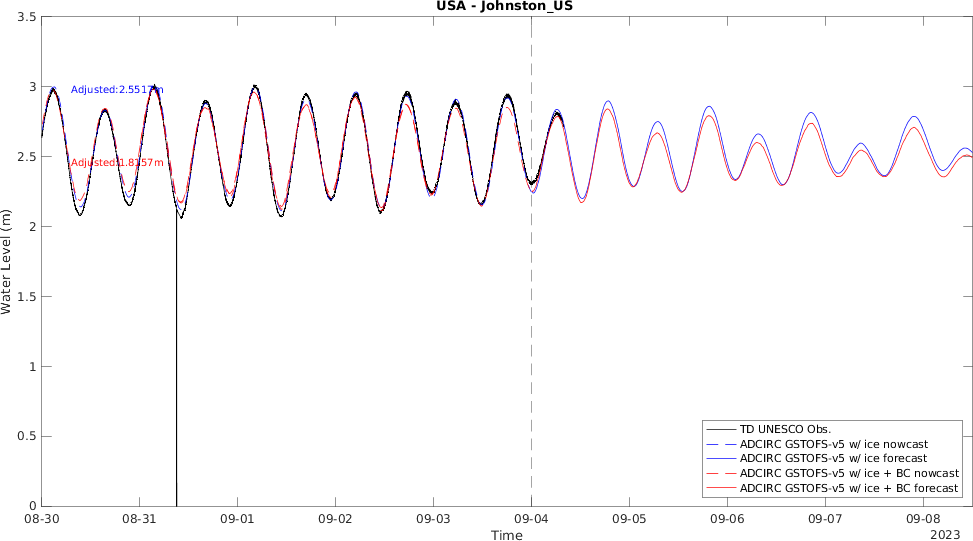 USA - Johnston_US
3.5
3
2.5
2
1.5
1
0.5
0
Water Level (m)
Adjusted:2.5517m
Adjusted:1.8157m
TD UNESCO Obs.
ADCIRC GSTOFS-v5 w/ ice nowcast
ADCIRC GSTOFS-v5 w/ ice forecast
ADCIRC GSTOFS-v5 w/ ice + BC nowcast
ADCIRC GSTOFS-v5 w/ ice + BC forecast
08-30 08-31 09-01 09-02 09-03 09-04 09-05 09-06 09-07 09-08
Time
2023